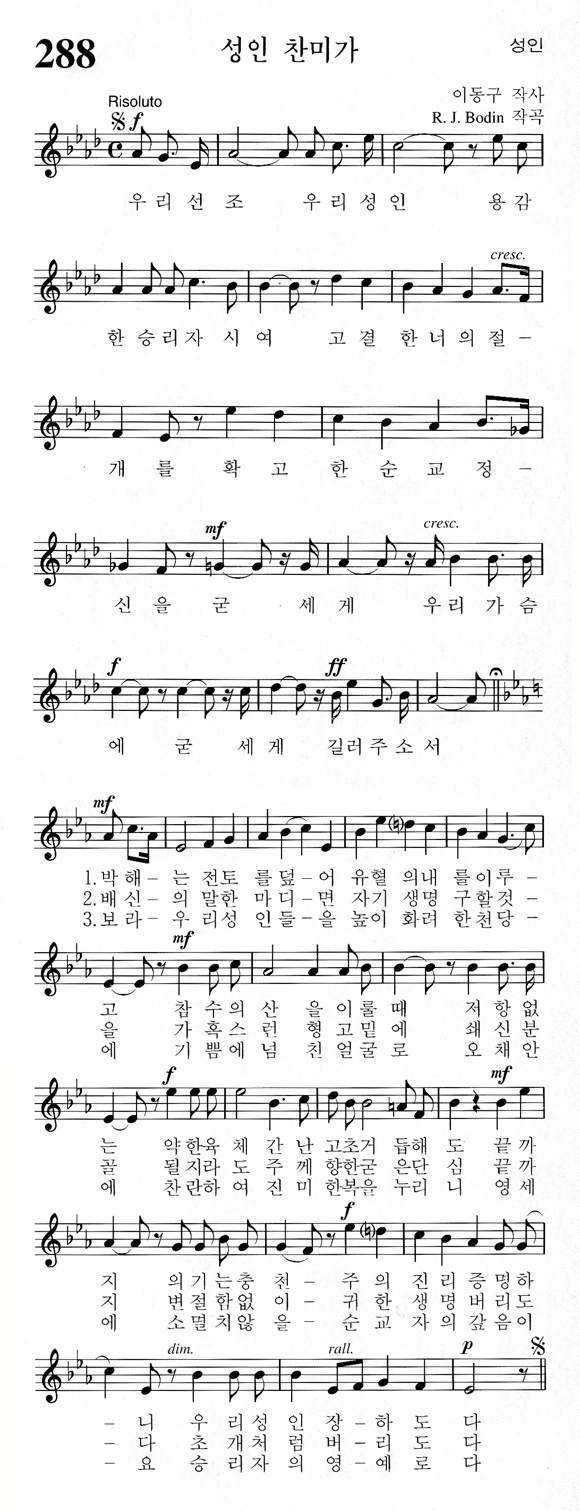 288 성인 찬미가 성인
이동구 작사
Risoluto
R. J. Bodin 작곡
f
우 리 선 조 우 리 성 인 용 감
cresc.
한 승 리 자 시 여 고 결 한 너 의 절 -
개 를 확 고 한 순 교 정 -
mf cresc.
신 을 굳 세 게 우 리 가 슴
f ff
에 굳 세 게 길 러 주 소 서
mf
1. 박 해 - 는 전토 를 덮 - 어 유혈 의내 를이루 -
2. 배 신 - 의 말한 마 디 - 면 자기 생명 구할것 -
3. 보 라 - 우 리성 인 들 - 을 높이 화려 한천당 -
mf
고 참 수 의 산 을 이 룰 때 저 항 없
을 가 혹 스 런 형 고 밑 에 쇄 신 분
에 기 쁨 에 넘 친 얼 굴 로 오 채 안
f mf
는 약한육 체 간 난 고초거 듭해 도 끝 까
골 될지라 도 주 께 향한굳 은단 심 끝 까
에 찬란하 여 진 미 한복을 누리 니 영 세
f
지 의 기 는 충 천 - 주 의 진 리 증 명 하
지 변 절 함 없 이 - 귀 한 생 명 버 리 도
에 소 멸 치 않 을 - 순 교 자 의 갚 음 이
dim. rall. p
- 니 우 리 성 인 장 - 하 도 다
- 다 초 개 처 럼 버 - 리 도 다
- 요 승 리 자 의 영 - 예 로 다